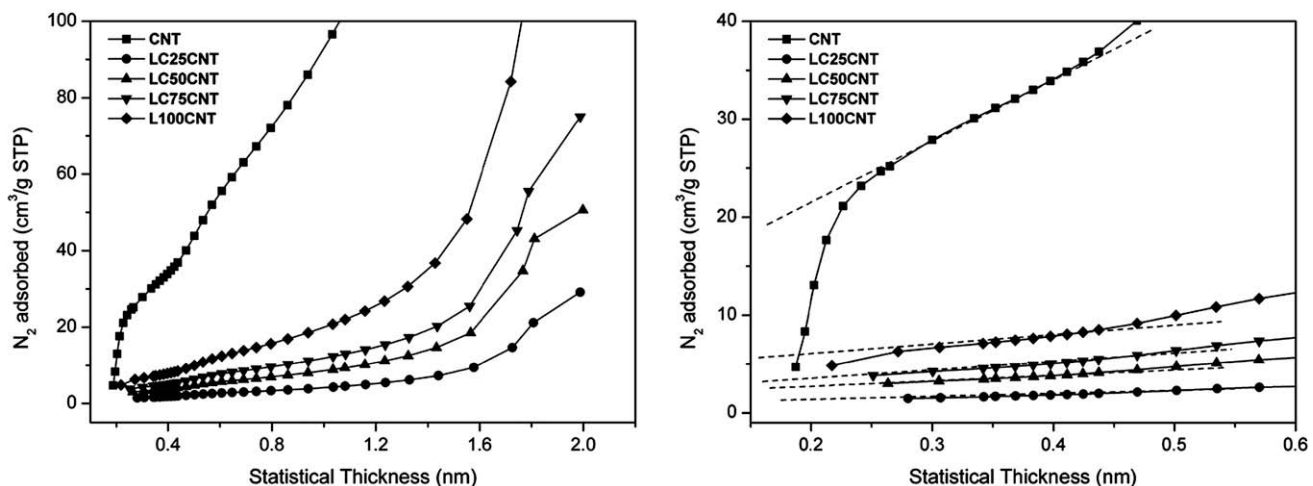 100
80
60
40
20
0
N₂ adsorbed (cm³/g STP)
CNT
LC25CNT
LC50CNT
LC75CNT
L100CNT
0.4
0.8
1.2
1.6
2.0
Statistical Thickness (nm)
40
30
20
10
0
N₂ adsorbed (cm³/g STP)
CNT
LC25CNT
LC50CNT
LC75CNT
L100CNT
0.2
0.3
0.4
0.5
0.6
Statistical Thickness (nm)